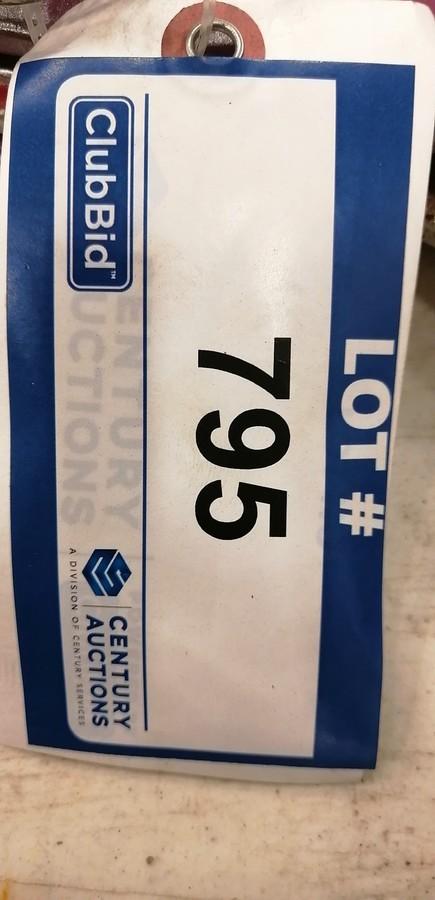 LOT #
795
ClubBid™
CENTURY
AUCTIONS
CENTURY
AUCTIONS
A DIVISION OF CENTURY SERVICES